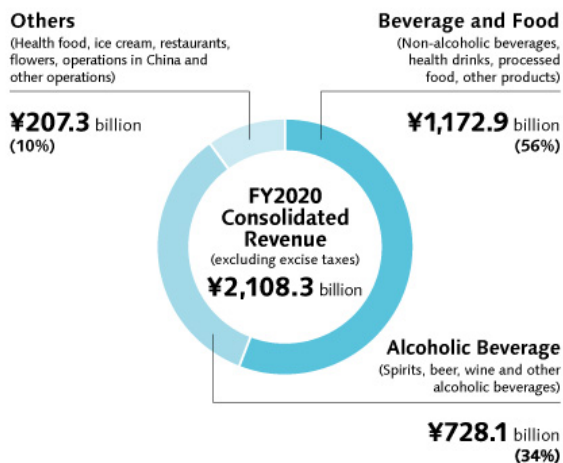 Others
(Health food, ice cream, restaurants,
flowers, operations in China and
other operations)
¥207.3 billion
(10%)
Beverage and Food
(Non-alcoholic beverages,
health drinks, processed
food, other products)
¥1,172.9 billion
(56%)
FY2020
Consolidated
Revenue
(excluding excise taxes)
¥2,108.3 billion
Alcoholic Beverage
(Spirits, beer, wine and other
alcoholic beverages)
¥728.1 billion
(34%)